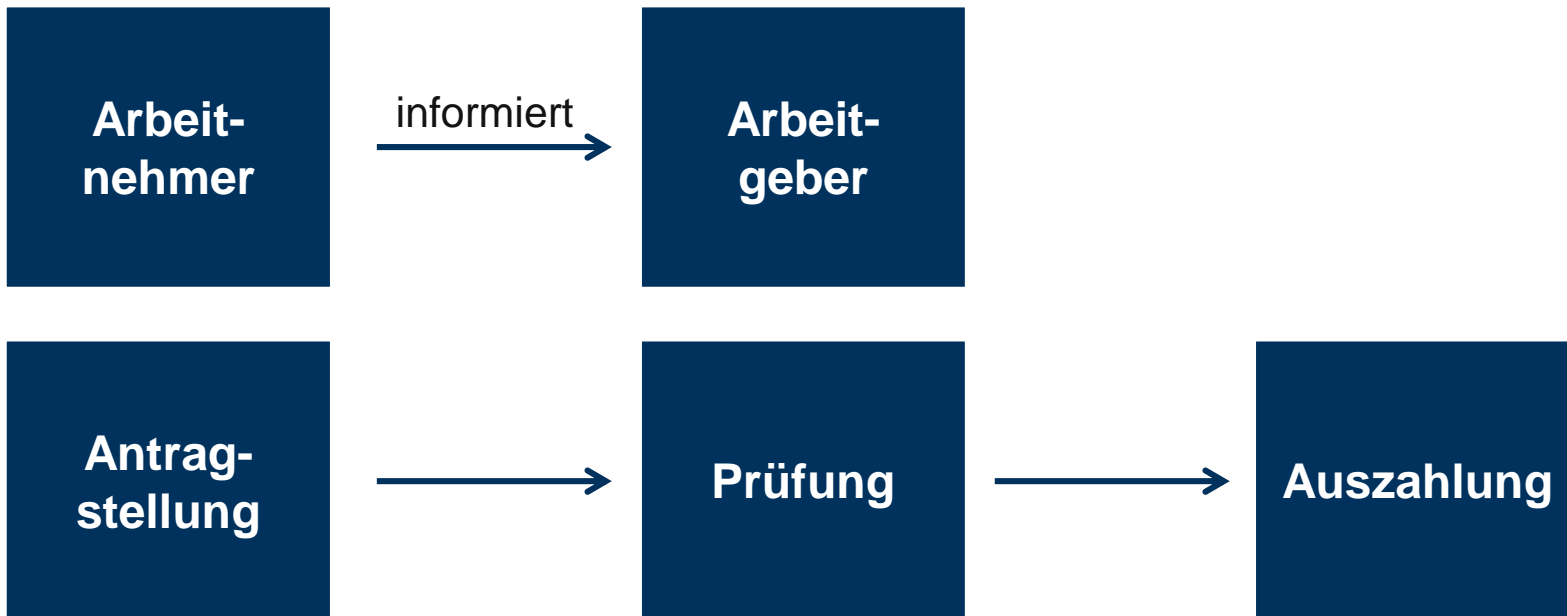 Arbeit-
nehmer
informiert
Arbeit-
geber
Antrag-
stellung
Prüfung
Auszahlung